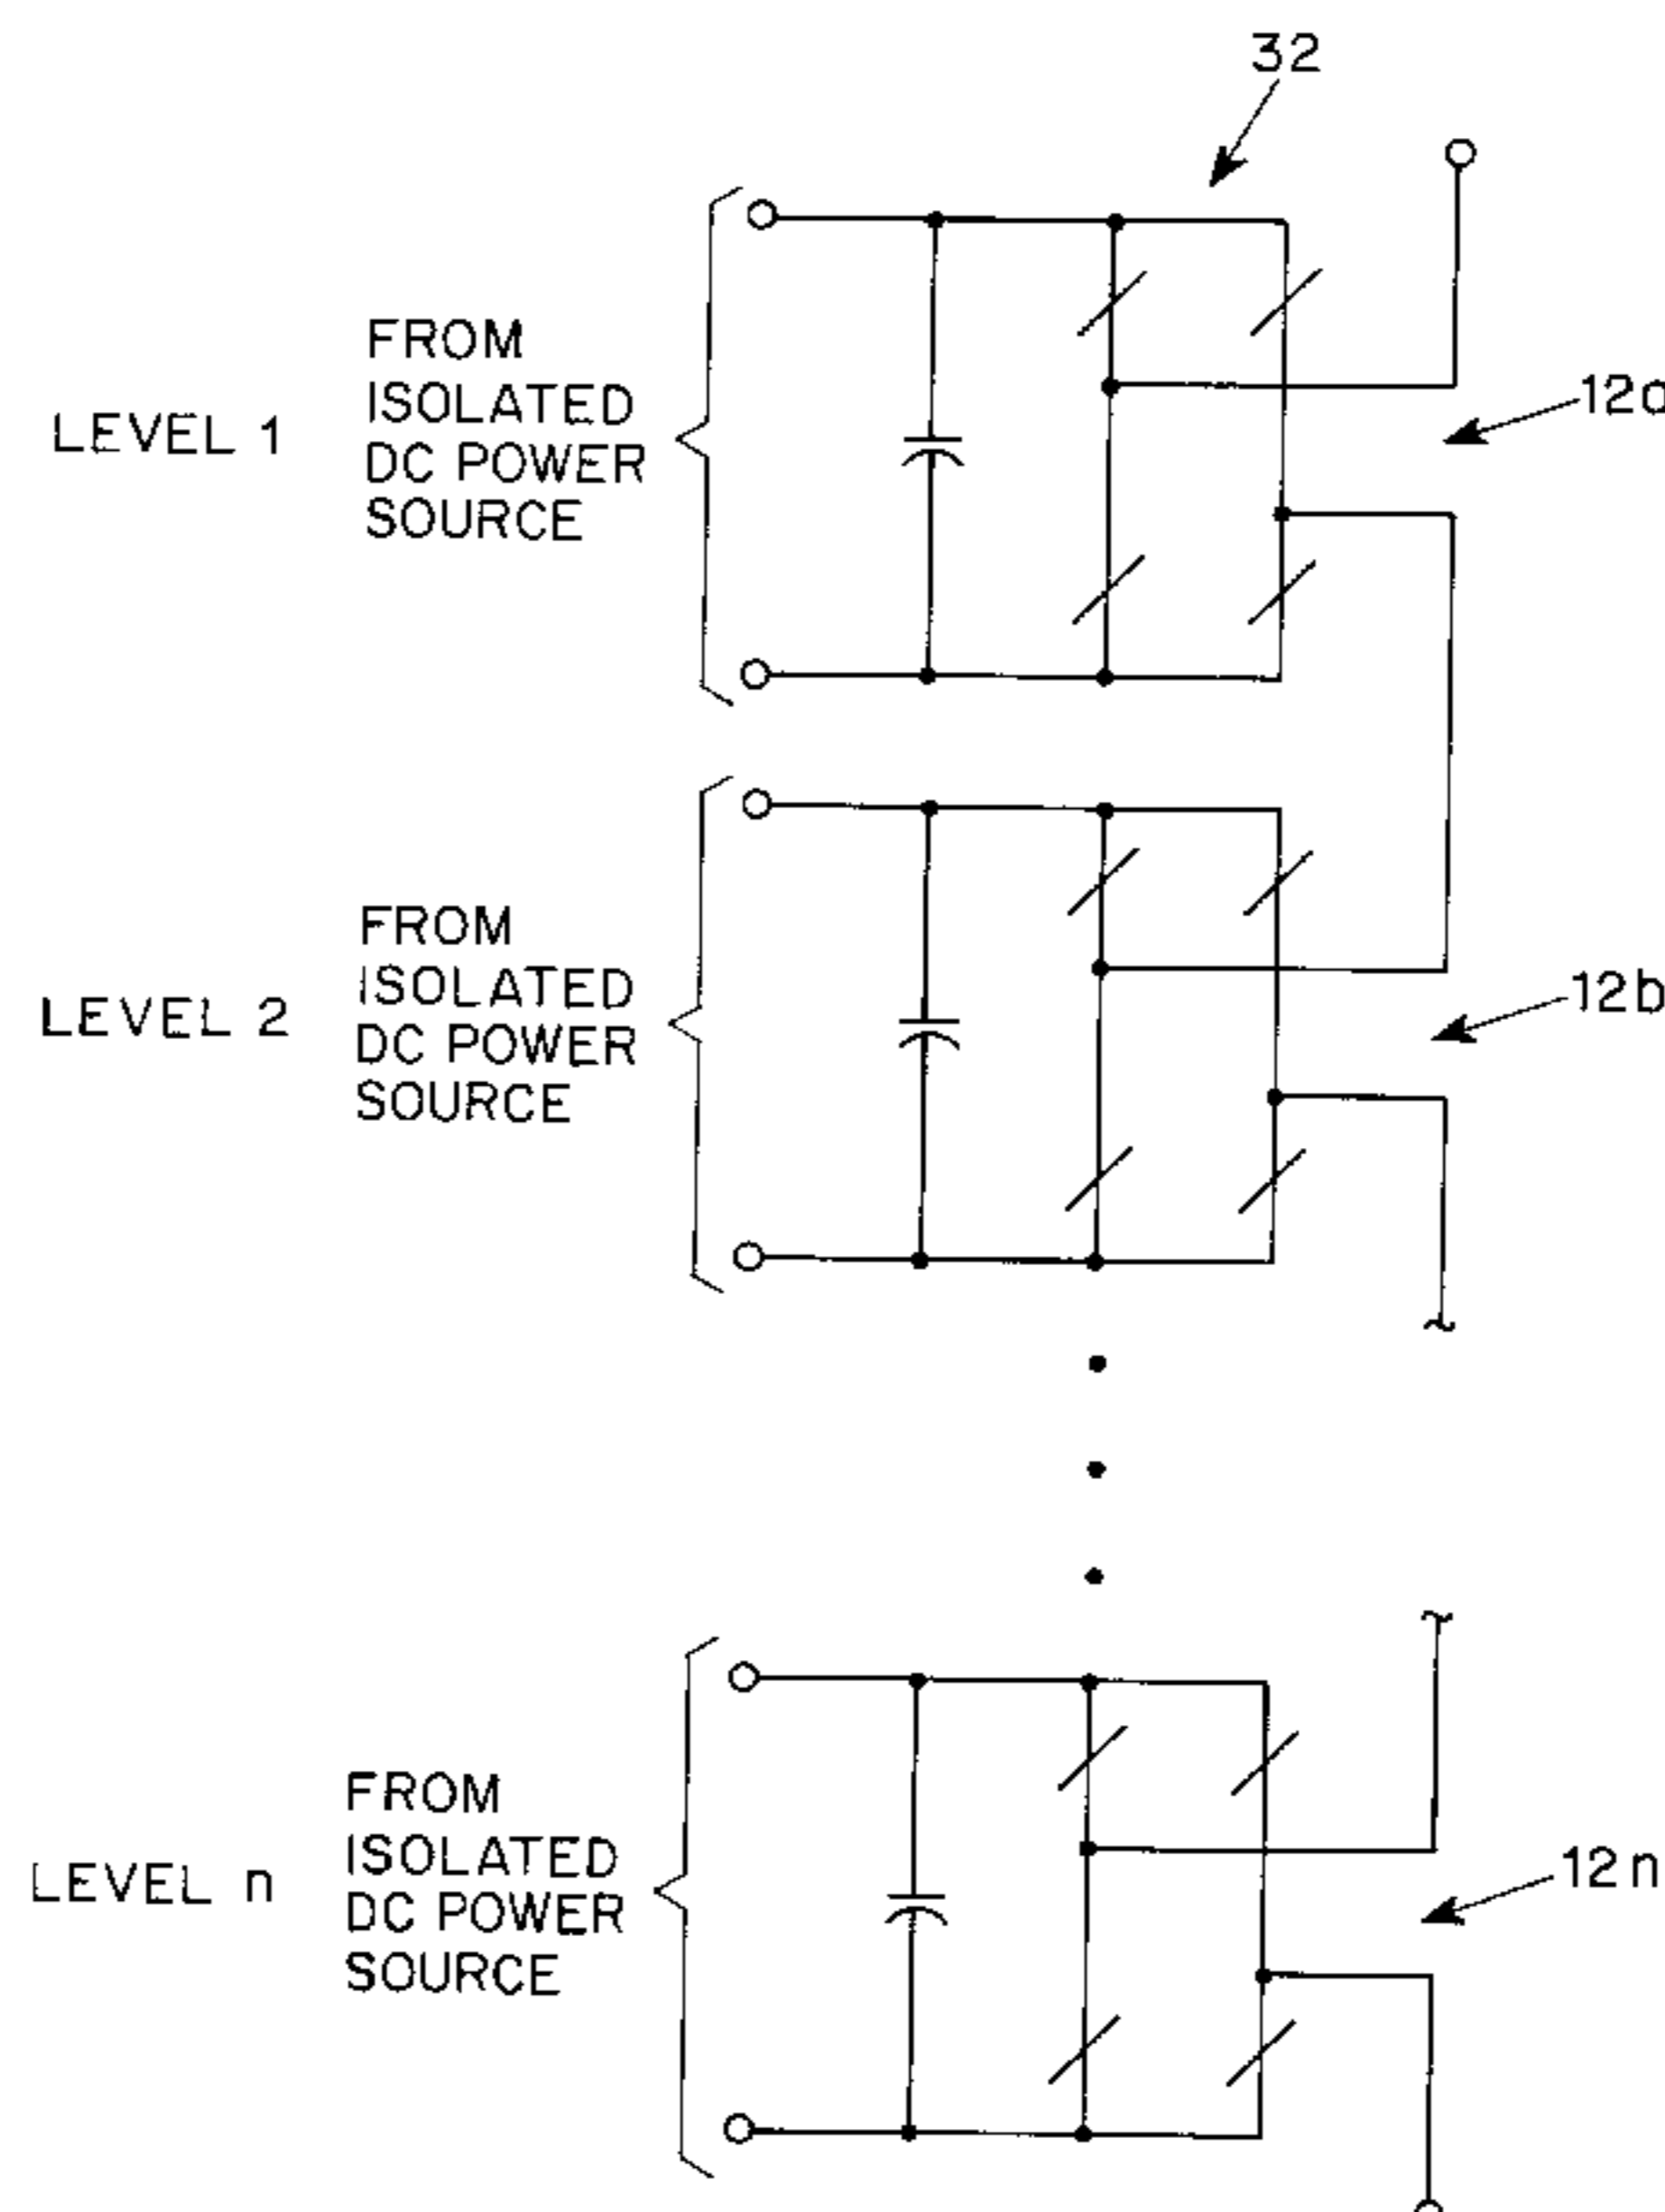 32
LEVEL 1
FROM
ISOLATED
DC POWER
SOURCE
12a
LEVEL 2
FROM
ISOLATED
DC POWER
SOURCE
12b
LEVEL n
FROM
ISOLATED
DC POWER
SOURCE
12n